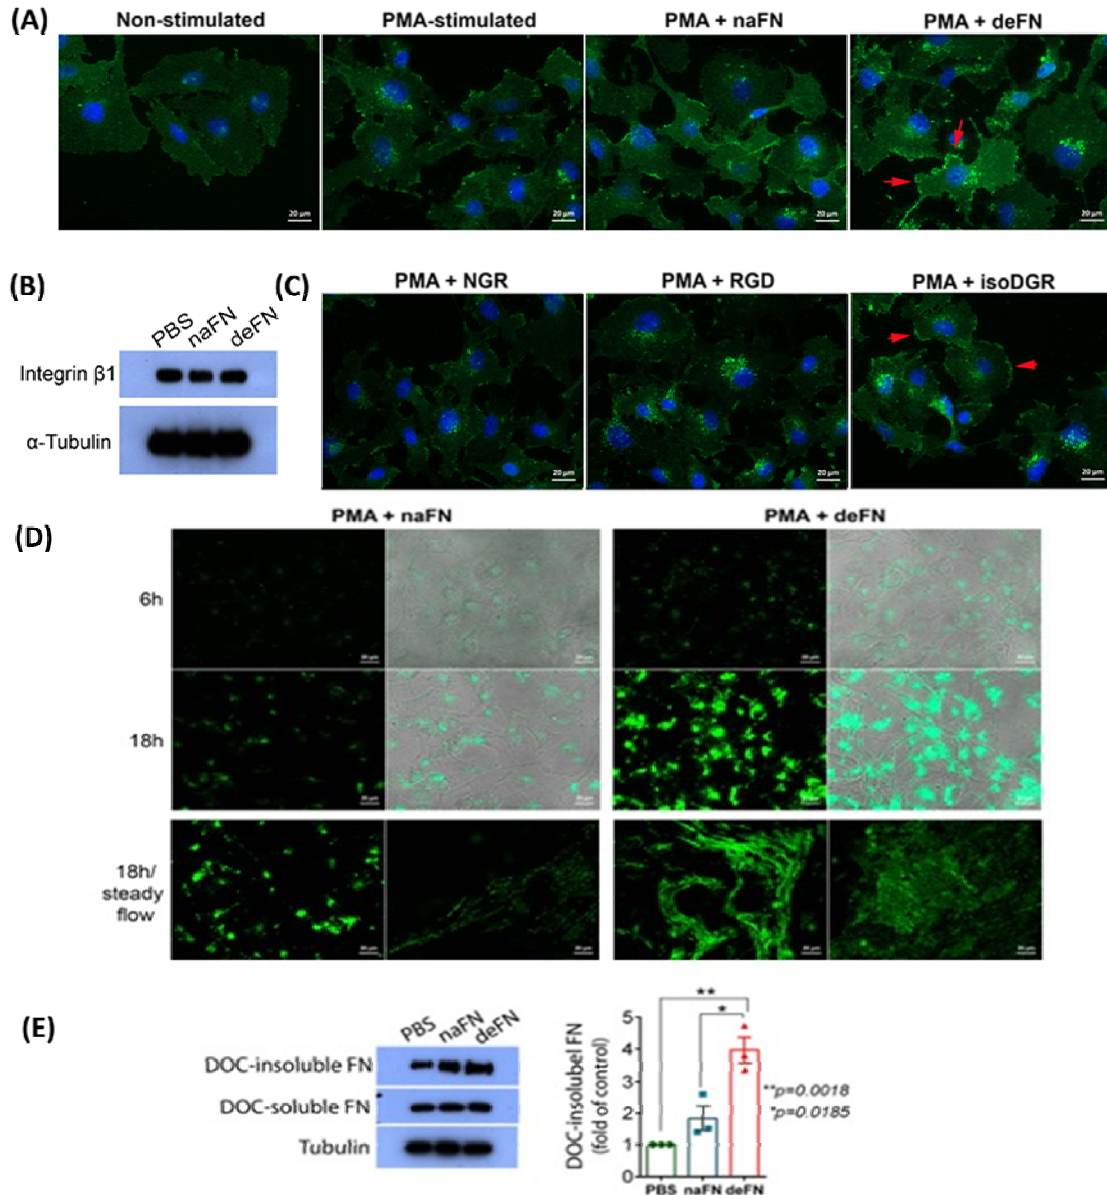 (A)
Non-stimulated
PMA-stimulated
PMA + naFN
PMA + deFN
20 µm
20 µm
20 µm
20 µm
(B)
PBS
naFN
deFN
Integrin β1
α-Tubulin
(C)
PMA + NGR
PMA + RGD
PMA + isoDGR
20 µm
20 µm
20 µm
(D)
PMA + naFN
PMA + deFN
6h
18h
18h/
steady
flow
(E)
PBS
naFN
deFN
DOC-insoluble FN
DOC-soluble FN
Tubulin
DOC-insolubel FN
(fold of control)
5
4
3
2
1
0
**
*
**p=0.0018
*p=0.0185
PBS
naFN
deFN